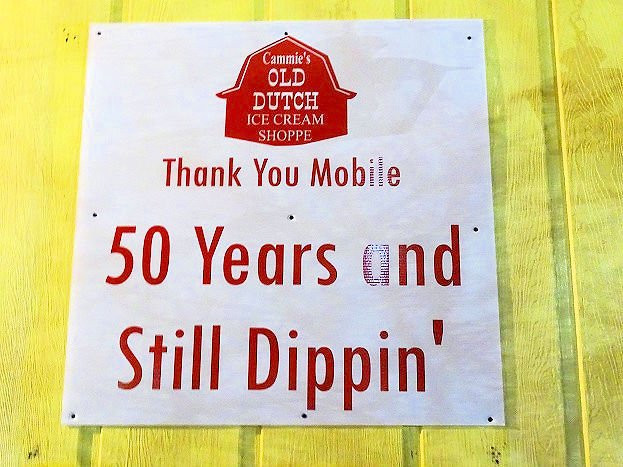 Cammie's
OLD
DUTCH
ICE CREAM
SHOPPE
Thank You Mobile
50 Years and
Still Dippin'